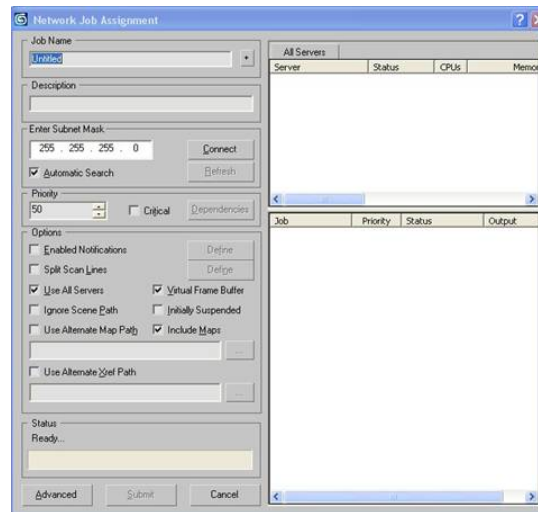 Network Job Assignment
Job Name
Untitled
+
Description
Enter Subnet Mask
255 . 255 . 255 . 0
Connect
Automatic Search
Refresh
Priority
50
Critical
Dependencies
Options
Enabled Notifications
Define
Split Scan Lines
Define
Use All Servers
Virtual Frame Buffer
Ignore Scene Path
Initially Suspended
Use Alternate Map Path
Include Maps
...
Use Alternate Xref Path
...
Status
Ready...
Advanced
Submit
Cancel
All Servers
Server Status CPUs Memor
Job Priority Status Output